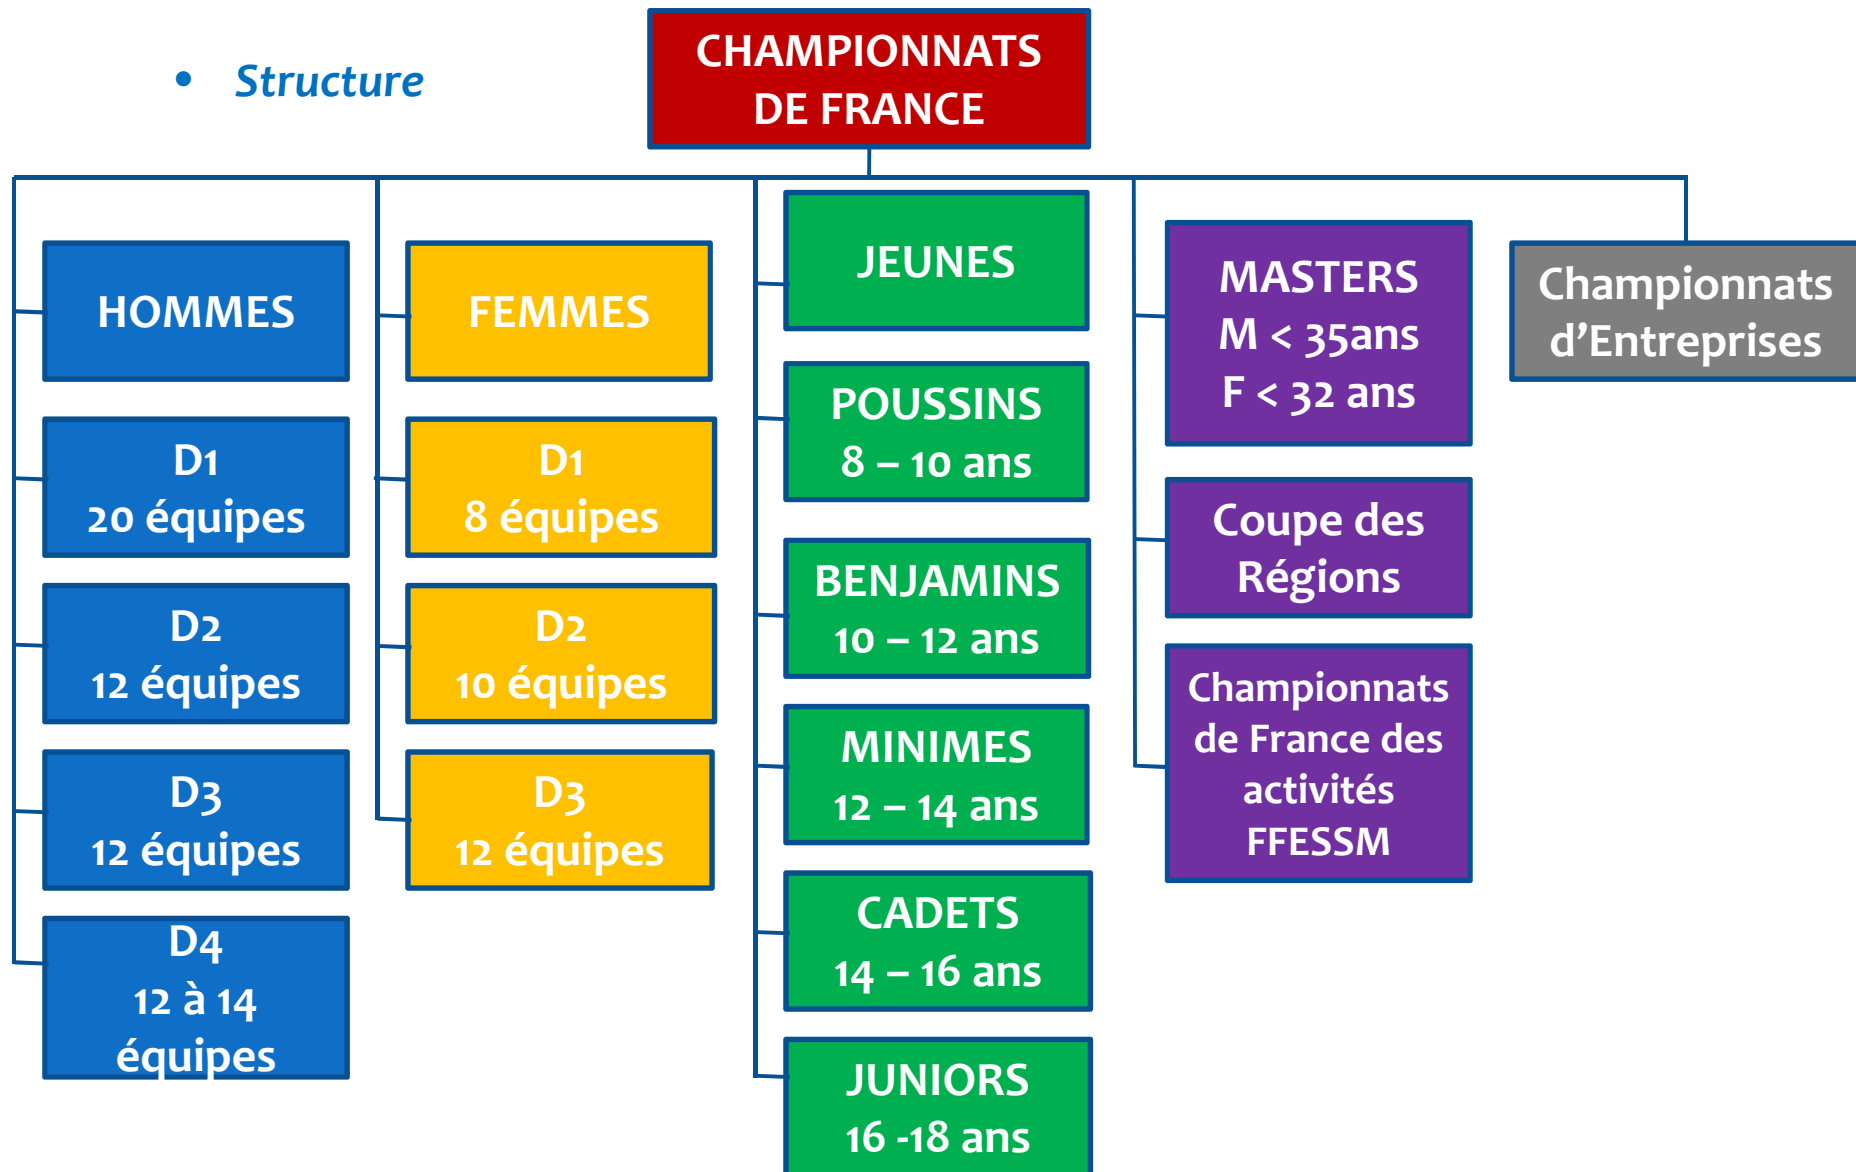 • Structure
CHAMPIONNATS
DE FRANCE
HOMMES
D1
20 équipes
D2
12 équipes
D3
12 équipes
D4
12 à 14
équipes
FEMMES
D1
8 équipes
D2
10 équipes
D3
12 équipes
JEUNES
POUSSINS
8 – 10 ans
BENJAMINS
10 – 12 ans
MINIMES
12 – 14 ans
CADETS
14 – 16 ans
JUNIORS
16 -18 ans
MASTERS
M < 35ans
F < 32 ans
Coupe des
Régions
Championnats
de France des
activités
FFESSM
Championnats
d’Entreprises